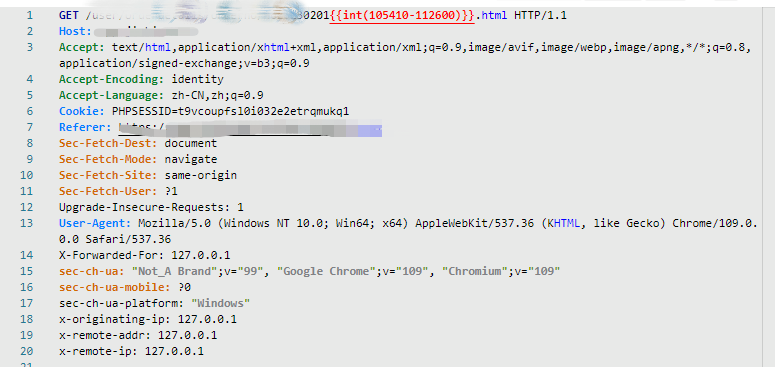 1 GET /user/ 30201{{int(105410-112600)}}.html HTTP/1.1
2 Host:
3 Accept: text/html,application/xhtml+xml,application/xml;q=0.9,image/avif,image/webp,image/apng,*/*;q=0.8,
application/signed-exchange;v=b3;q=0.9
4 Accept-Encoding: identity
5 Accept-Language: zh-CN,zh;q=0.9
6 Cookie: PHPSESSID=t9vcoupfsl0i032e2etrqmukq1
7 Referer:
8 Sec-Fetch-Dest: document
9 Sec-Fetch-Mode: navigate
10 Sec-Fetch-Site: same-origin
11 Sec-Fetch-User: ?1
12 Upgrade-Insecure-Requests: 1
13 User-Agent: Mozilla/5.0 (Windows NT 10.0; Win64; x64) AppleWebKit/537.36 (KHTML, like Gecko) Chrome/109.0.
0.0 Safari/537.36
14 X-Forwarded-For: 127.0.0.1
15 sec-ch-ua: "Not_A Brand";v="99", "Google Chrome";v="109", "Chromium";v="109"
16 sec-ch-ua-mobile: ?0
17 sec-ch-ua-platform: "Windows"
18 x-originating-ip: 127.0.0.1
19 x-remote-addr: 127.0.0.1
20 x-remote-ip: 127.0.0.1